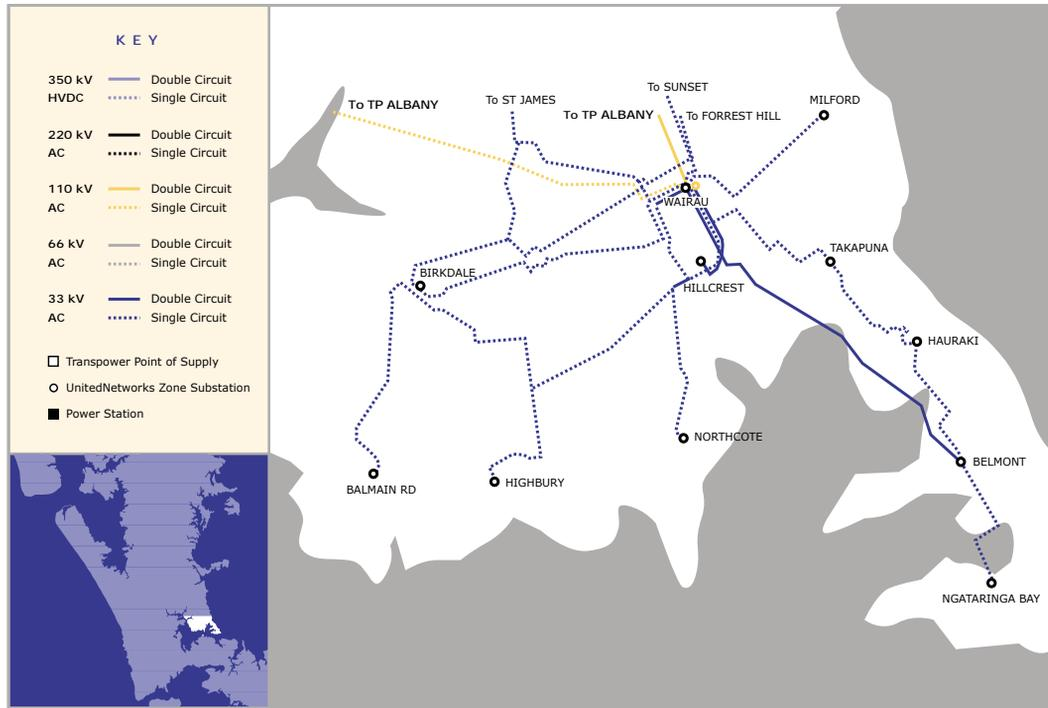 KEY
350 kV Double Circuit
HVDC Single Circuit
220 kV Double Circuit
AC Single Circuit
110 kV Double Circuit
AC Single Circuit
66 kV Double Circuit
AC Single Circuit
33 kV Double Circuit
AC Single Circuit
Transpower Point of Supply
UnitedNetworks Zone Substation
Power Station
To SUNSET
To TP ALBANY
To ST JAMES
MILFORD
To TP ALBANY
To FORREST HILL
WAIRAU
TAKAPUNA
BIRKDALE
HILLCREST
HAURAKI
NORTHCOTE
BELMONT
HIGHBURY
BALMAIN RD
NGATARINGA BAY